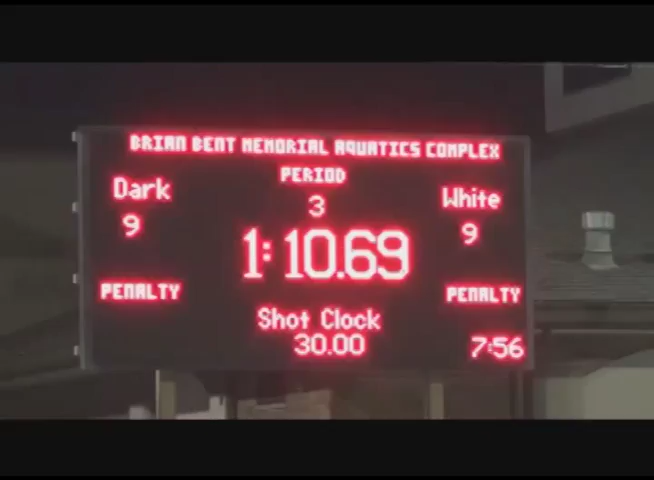 BRIAN BENT MEMORIAL AQUATICS COMPLEX
PERIOD
Dark
White
3
9
9
1:10.69
PENALTY
PENALTY
Shot Clock
30.00
7:56